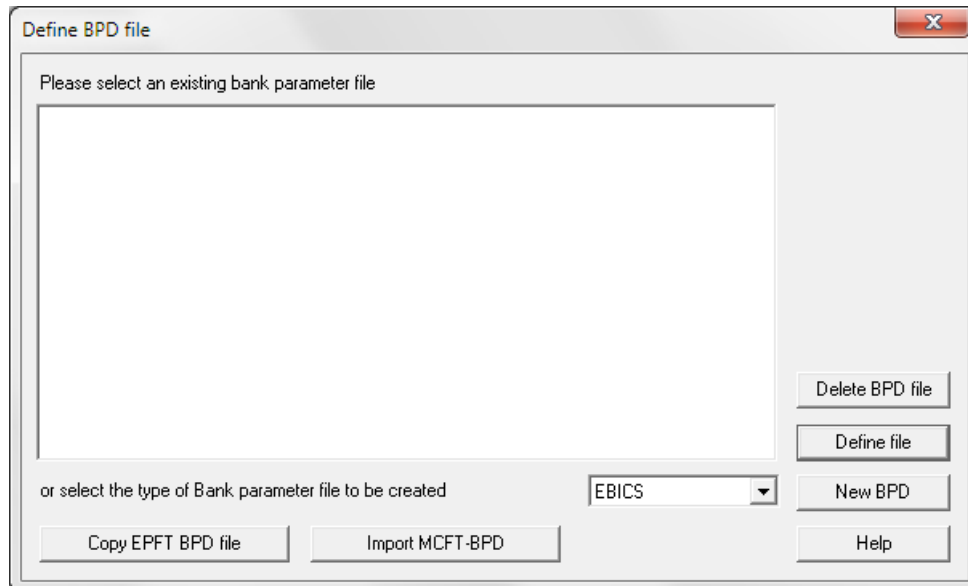 Define BPD file
Please select an existing bank parameter file
Delete BPD file
Define file
or select the type of Bank parameter file to be created
EBICS
New BPD
Copy EPFT BPD file
Import MCFT-BPD
Help